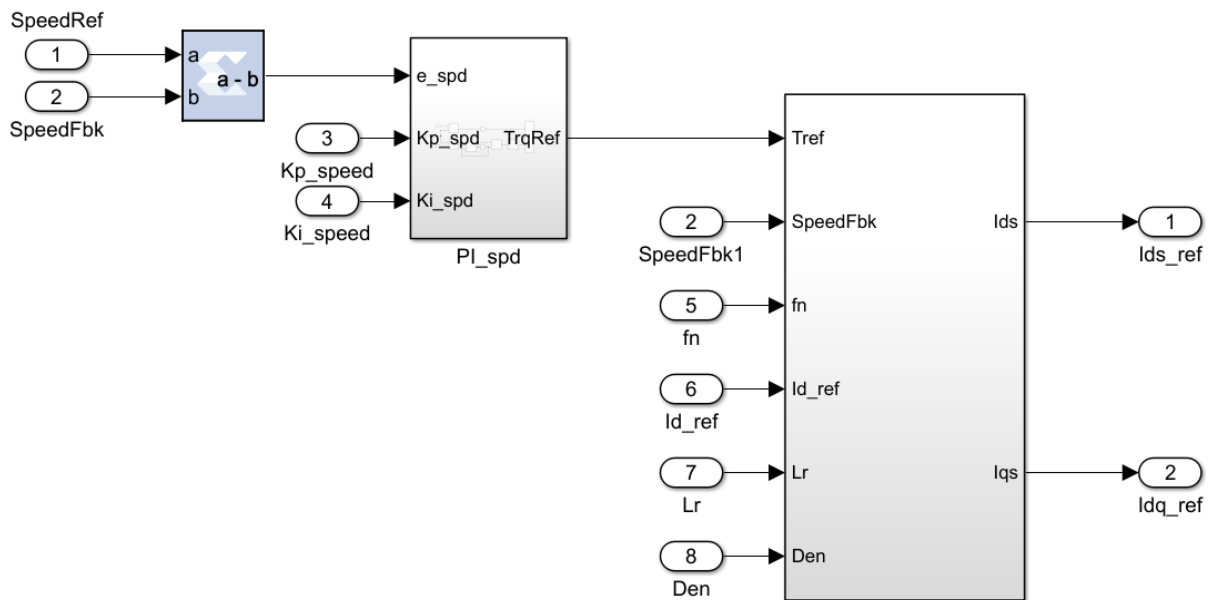 SpeedRef
1
a
a - b
2
b
SpeedFbk
e_spd
3
Kp_spd
TrqRef
Kp_speed
4
Ki_spd
Ki_speed
PI_spd
Tref
2
SpeedFbk
Ids
1
SpeedFbk1
Ids_ref
5
fn
fn
6
Id_ref
Id_ref
7
Lr
Iqs
2
Lr
Idq_ref
8
Den
Den